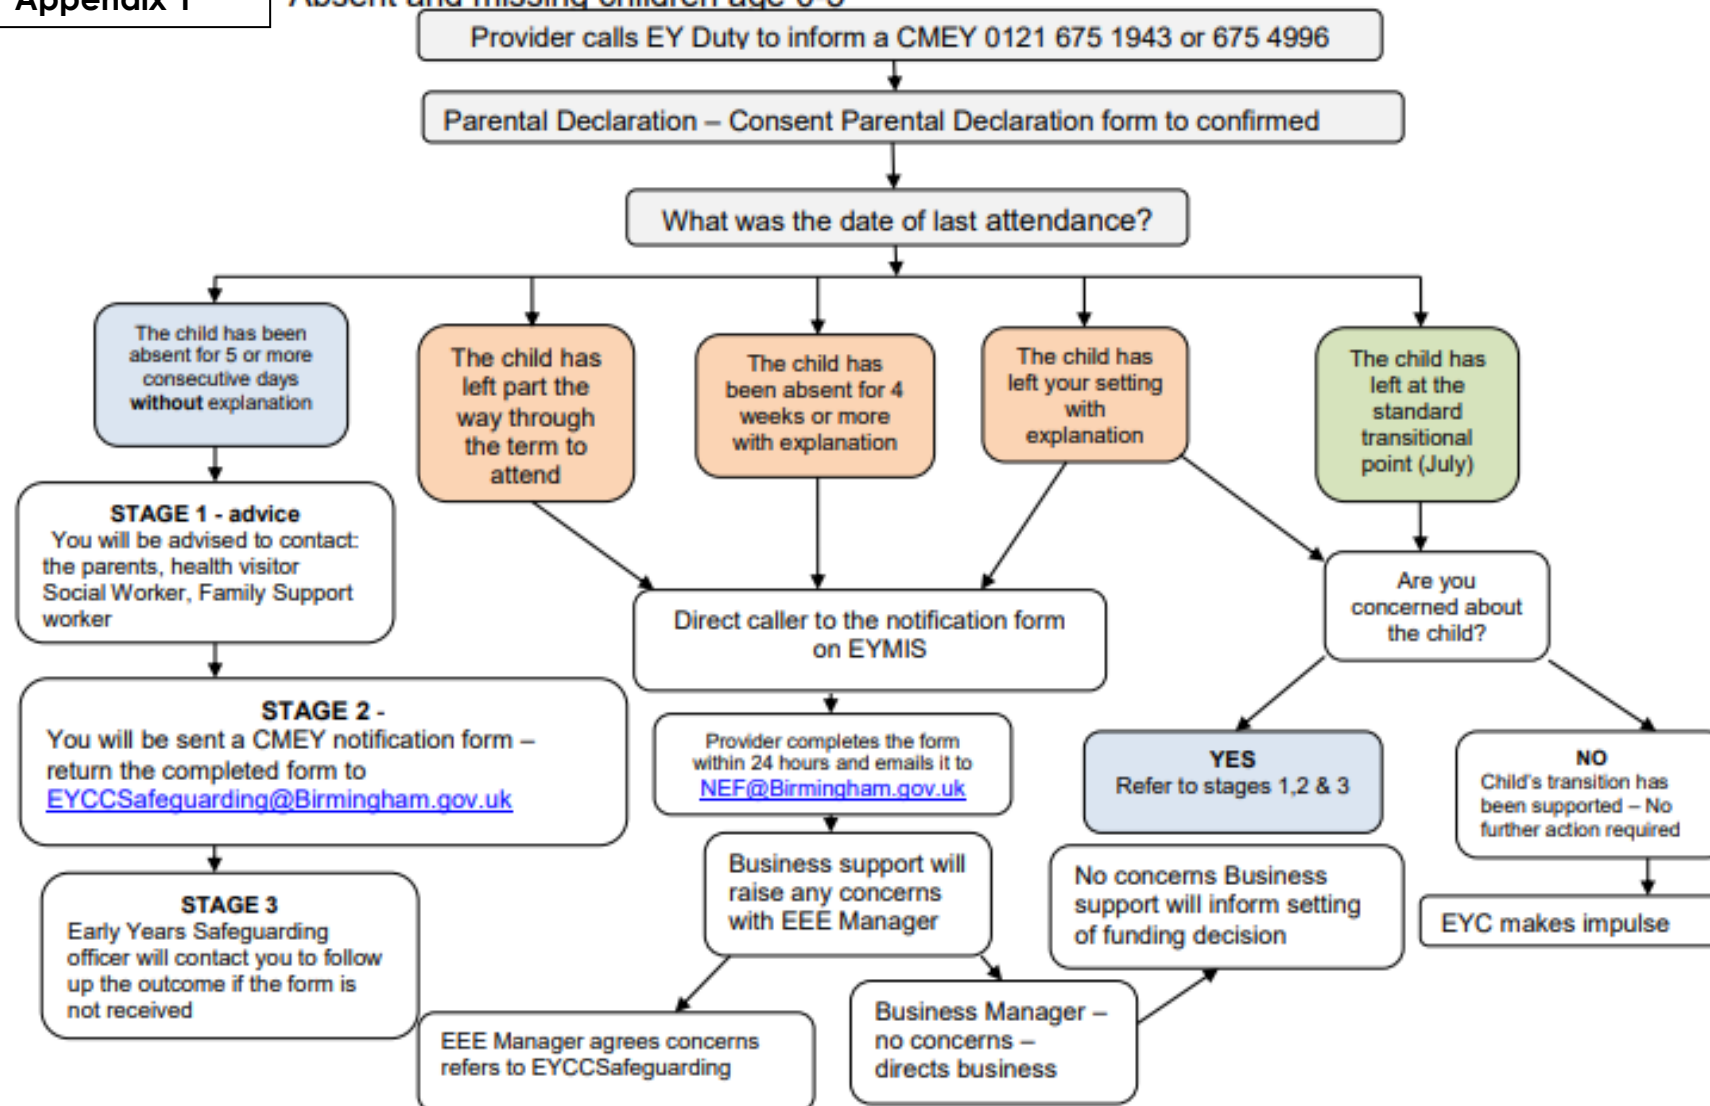 Appendix 1
Absent and missing children age 0-5
Provider calls EY Duty to inform a CMEY 0121 675 1943 or 675 4996
Parental Declaration – Consent Parental Declaration form to confirmed
What was the date of last attendance?
The child has been
absent for 5 or more
consecutive days
without explanation
The child has
left part the
way through
the term to
attend
The child has
been absent for 4
weeks or more
with explanation
The child has
left your setting
with
explanation
The child has
left at the
standard
transitional
point (July)
STAGE 1 - advice
You will be advised to contact:
the parents, health visitor
Social Worker, Family Support
worker
Direct caller to the notification form
on EYMIS
Are you
concerned about
the child?
STAGE 2 -
You will be sent a CMEY notification form –
return the completed form to
EYCCSafeguarding@Birmingham.gov.uk
Provider completes the form
within 24 hours and emails it to
NEF@Birmingham.gov.uk
YES
Refer to stages 1,2 & 3
NO
Child's transition has
been supported – No
further action required
Business support will
raise any concerns
with EEE Manager
No concerns Business
support will inform setting
of funding decision
EYC makes impulse
STAGE 3
Early Years Safeguarding
officer will contact you to follow
up the outcome if the form is
not received
EEE Manager agrees concerns
refers to EYCCSafeguarding
Business Manager –
no concerns –
directs business